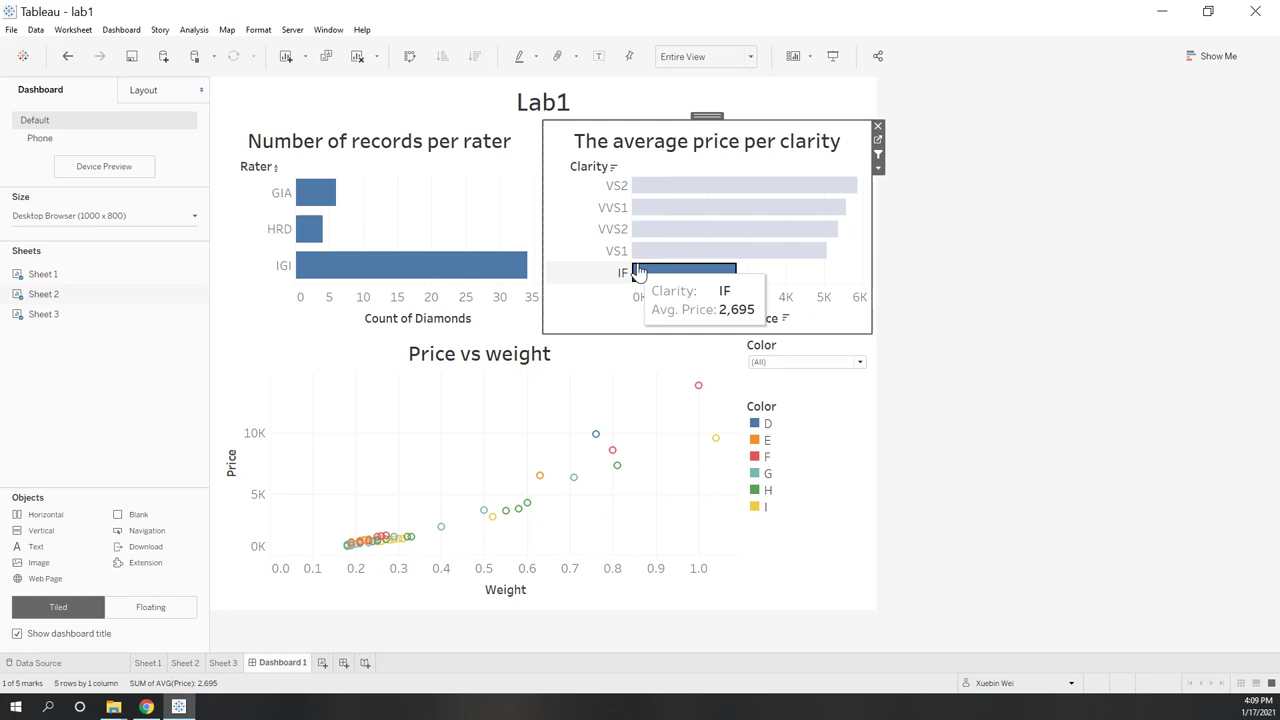 Tableau - lab1
File Data Worksheet Dashboard Story Analysis Map Format Server Window Help
Entire View
Show Me
Dashboard Layout
Default
Phone
Device Preview
Size
Desktop Browser (1000 x 800)
Sheets
Sheet 1
Sheet 2
Sheet 3
Objects
Horizontal Blank
Vertical Navigation
Text Download
Image Extension
Web Page
Tiled Floating
Show dashboard title
Lab1
Number of records per rater
Rater
GIA
HRD
IGI
0 5 10 15 20 25 30 35
Count of Diamonds
The average price per clarity
Clarity
VS2
VVS1
VVS2
VS1
IF
Clarity: IF
Avg. Price: 2,695
4K 5K 6K
Price vs weight
Price
10K
5K
0K
0.0 0.1 0.2 0.3 0.4 0.5 0.6 0.7 0.8 0.9 1.0
Weight
Color
(All)
Color
D
E
F
G
H
I
Data Source Sheet 1 Sheet 2 Sheet 3 Dashboard 1
1 of 5 marks 5 rows by 1 column SUM of AVG(Price): 2,695
Xuebin Wei
4:09 PM
1/17/2021